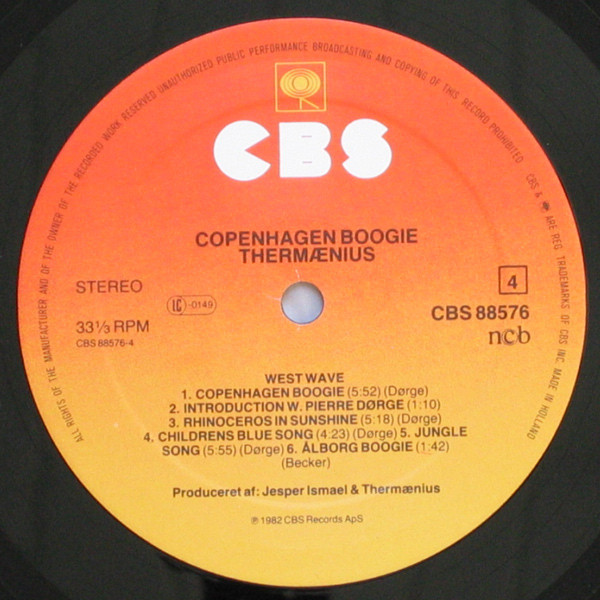 ALL RIGHTS OF THE MANUFACTURER AND OF THE OWNER OF THE RECORDED WORK RESERVED UNAUTHORIZED PUBLIC PERFORMANCE BROADCASTING AND COPYING OF THIS RECORD PROHIBITED CBS & ARE REG. TRADEMARKS OF CBS INC. MADE IN HOLLAND
CBS
COPENHAGEN BOOGIE
THERMÆNIUS
STEREO
IC -0149
4
33⅓ RPM
CBS 88576-4
CBS 88576
ncb
WEST WAVE
1. COPENHAGEN BOOGIE (5:52) (Dørge)
2. INTRODUCTION W. PIERRE DØRGE (1:10)
3. RHINOCEROS IN SUNSHINE (5:18) (Dørge)
4. CHILDRENS BLUE SONG (4:23) (Dørge) 5. JUNGLE
SONG (5:55) (Dørge) 6. ÅLBORG BOOGIE (1:42)
(Becker)
Produceret af: Jesper Ismael & Thermænius
℗ 1982 CBS Records ApS